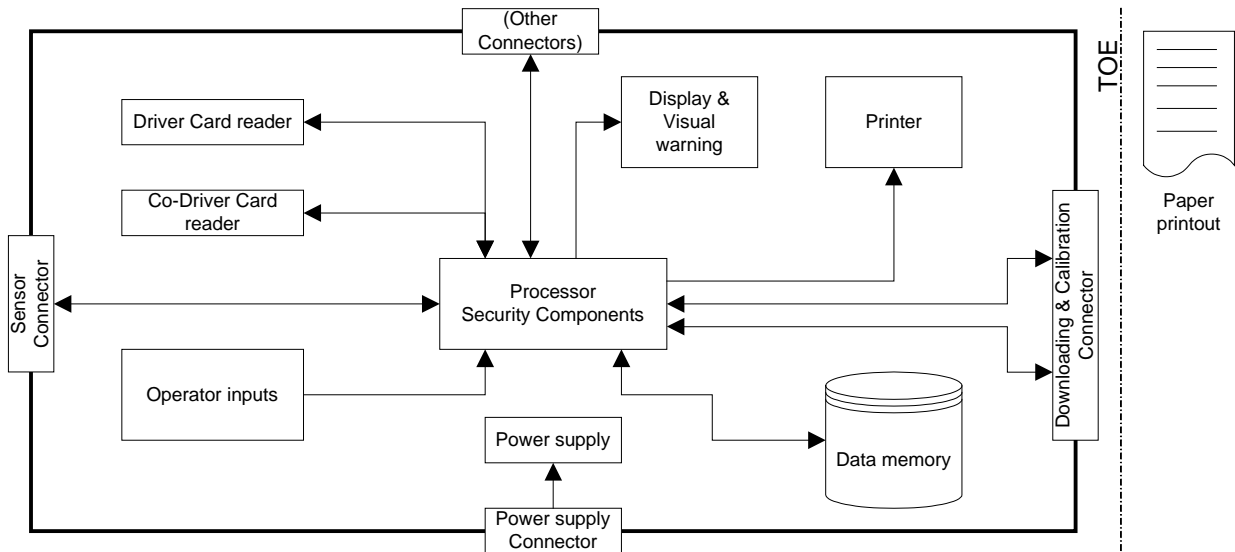 (Other
Connectors)
TOE
Driver Card reader
Display &
Visual
warning
Printer
Co-Driver Card
reader
Paper
printout
Sensor
Connector
Processor
Security Components
Downloading & Calibration
Connector
Operator inputs
Power supply
Data memory
Power supply
Connector